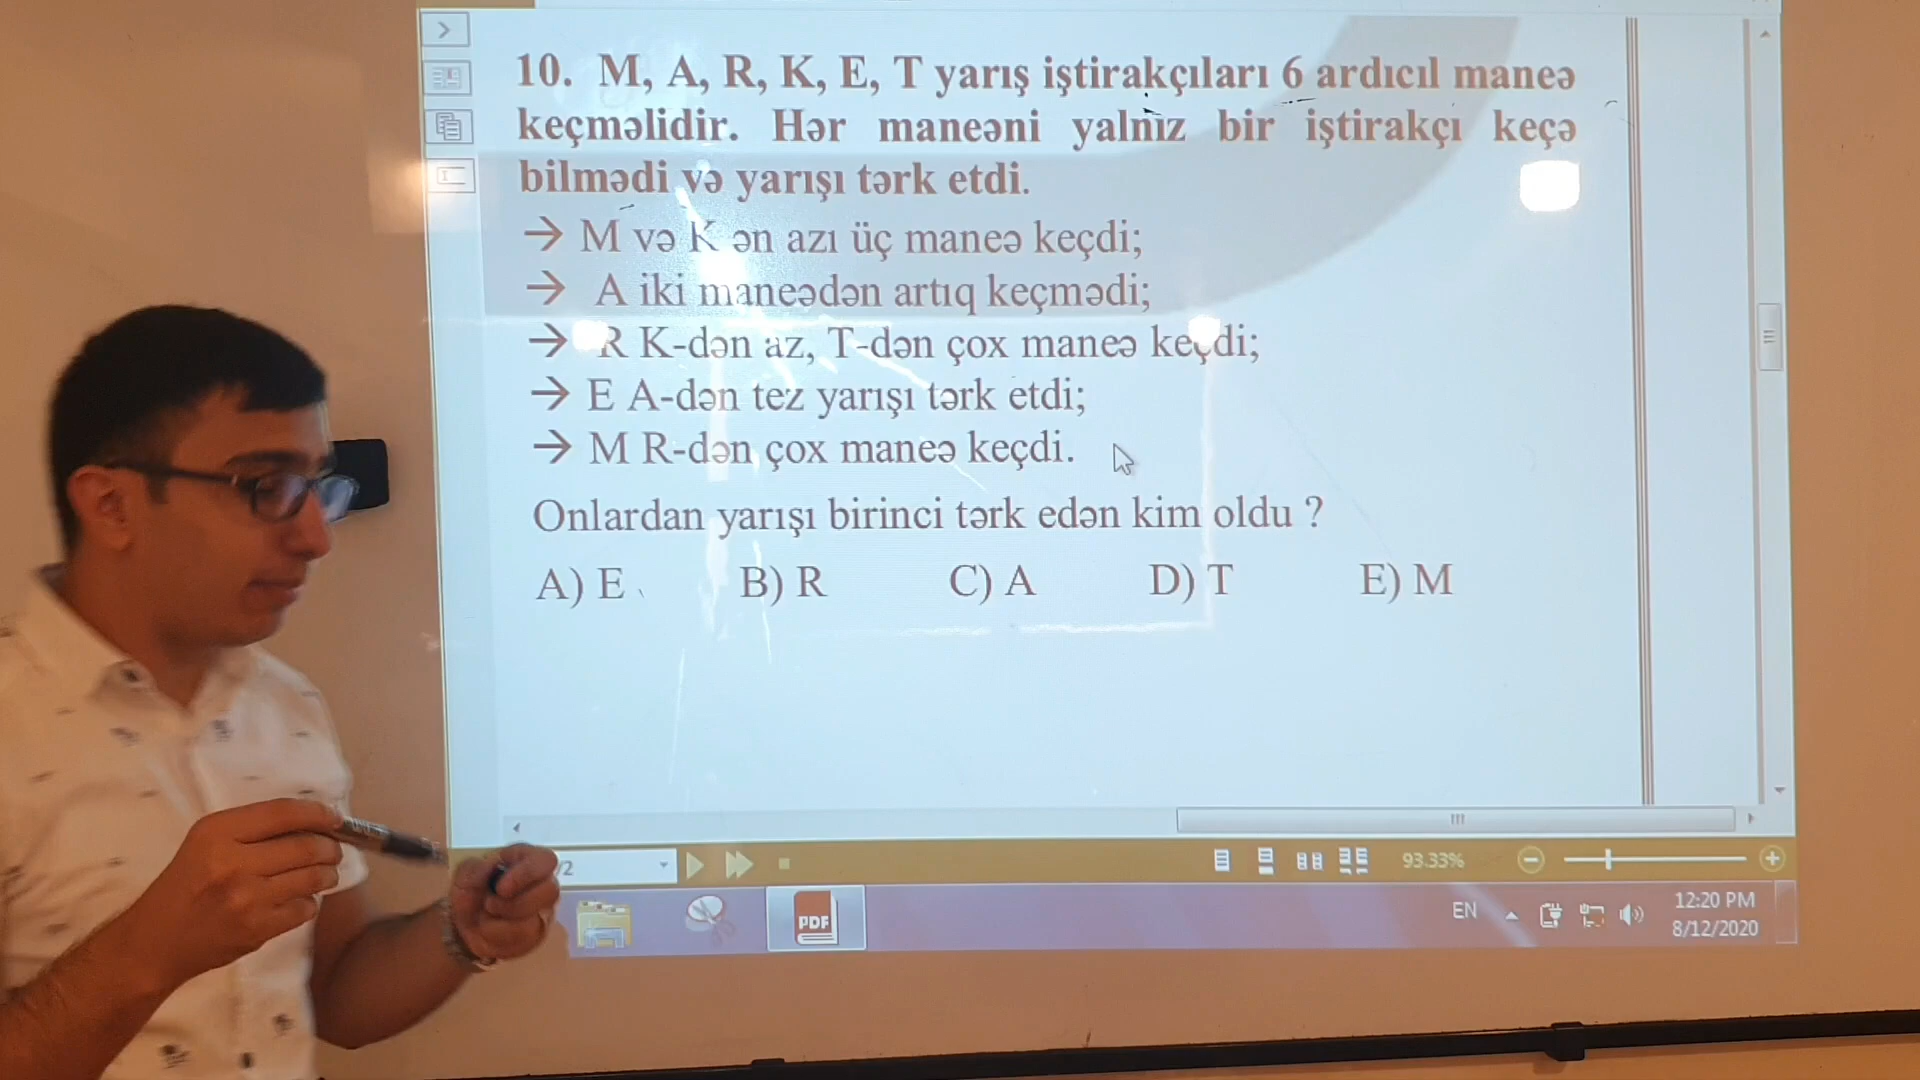 10. M, A, R, K, E, T yarış iştirakçıları 6 ardıcıl maneə
keçməlidir. Hər maneəni yalnız bir iştirakçı keçə
bilmədi və yarışı tərk etdi.
→ M və K ən azı üç maneə keçdi;
→ A iki maneədən artıq keçmədi;
→ R K-dən az, T-dən çox maneə keçdi;
→ E A-dən tez yarışı tərk etdi;
→ M R-dən çox maneə keçdi.
Onlardan yarışı birinci tərk edən kim oldu ?
A) E B) R C) A D) T E) M
/2 93.33%
PDF EN 12:20 PM
8/12/2020